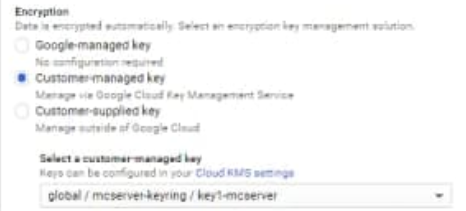 Encryption
Data is encrypted automatically. Select an encryption key management solution.
Google-managed key
No configuration required
Customer-managed key
Manage via Google Cloud Key Management Service
Customer-supplied key
Manage outside of Google Cloud
Select a customer-managed key
Keys can be configured in your Cloud KMS settings
global / mcserver-keyring / key1-mcserver